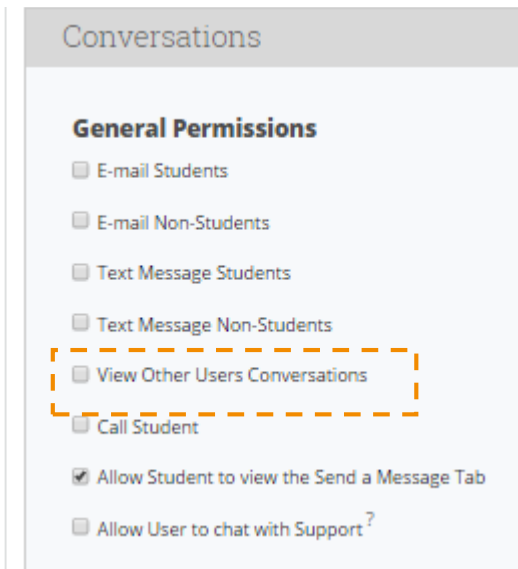 Conversations
General Permissions
E-mail Students
E-mail Non-Students
Text Message Students
Text Message Non-Students
View Other Users Conversations
Call Student
Allow Student to view the Send a Message Tab
Allow User to chat with Support?